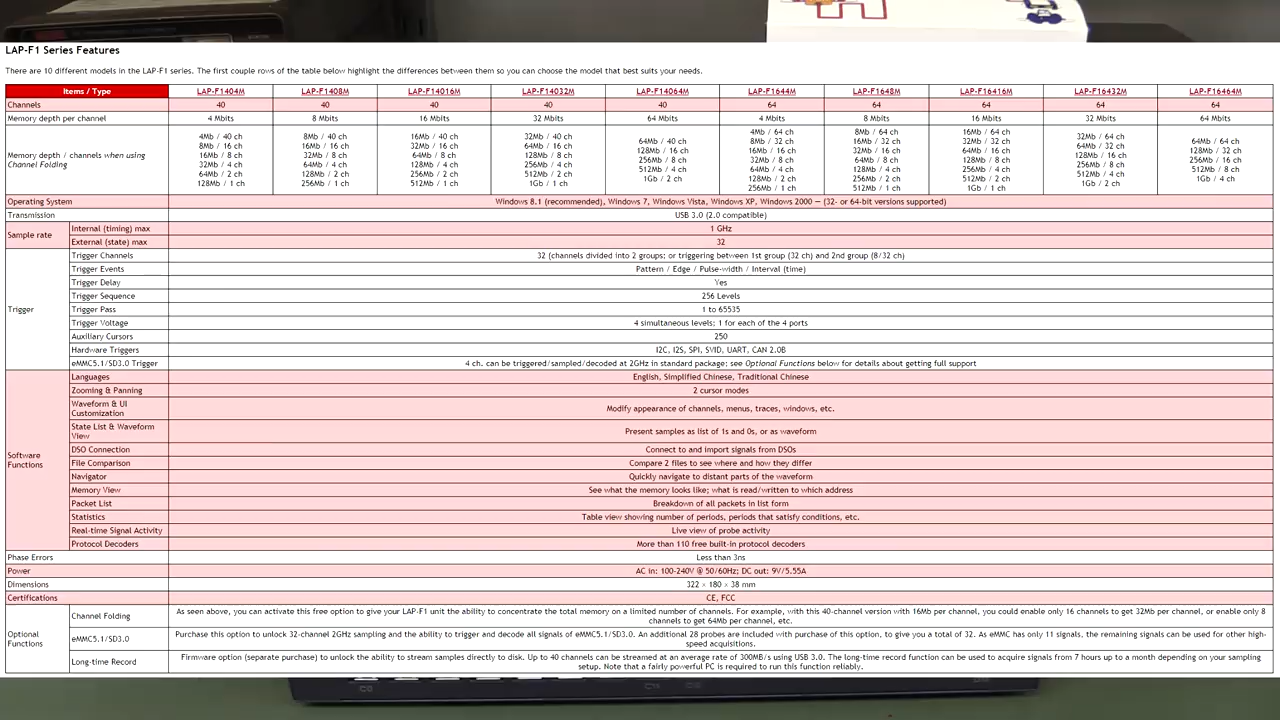 LAP-F1 Series Features
There are 10 different models in the LAP-F1 series. The first couple rows of the table below highlight the differences between them so you can choose the model that best suits your needs.
Items / Type LAP-F1404M LAP-F1408M LAP-F14016M LAP-F14032M LAP-F14064M LAP-F1644M LAP-F1648M LAP-F16416M LAP-F16432M LAP-F16464M
Channels 40 40 40 40 40 64 64 64 64 64
Memory depth per channel 4 Mbits 8 Mbits 16 Mbits 32 Mbits 64 Mbits 4 Mbits 8 Mbits 16 Mbits 32 Mbits 64 Mbits
Memory depth / channels when using
Channel Folding
4Mb / 40 ch
8Mb / 16 ch
16Mb / 8 ch
32Mb / 4 ch
64Mb / 2 ch
128Mb / 1 ch
8Mb / 40 ch
16Mb / 16 ch
32Mb / 8 ch
64Mb / 4 ch
128Mb / 2 ch
256Mb / 1 ch
16Mb / 40 ch
32Mb / 16 ch
64Mb / 8 ch
128Mb / 4 ch
256Mb / 2 ch
512Mb / 1 ch
32Mb / 40 ch
64Mb / 16 ch
128Mb / 8 ch
256Mb / 4 ch
512Mb / 2 ch
1Gb / 1 ch
64Mb / 40 ch
128Mb / 16 ch
256Mb / 8 ch
512Mb / 4 ch
1Gb / 2 ch
4Mb / 64 ch
8Mb / 32 ch
16Mb / 16 ch
32Mb / 8 ch
64Mb / 4 ch
128Mb / 2 ch
256Mb / 1 ch
8Mb / 64 ch
16Mb / 32 ch
32Mb / 16 ch
64Mb / 8 ch
128Mb / 4 ch
256Mb / 2 ch
512Mb / 1 ch
16Mb / 64 ch
32Mb / 32 ch
64Mb / 16 ch
128Mb / 8 ch
256Mb / 4 ch
512Mb / 2 ch
1Gb / 1 ch
32Mb / 64 ch
64Mb / 32 ch
128Mb / 16 ch
256Mb / 8 ch
512Mb / 4 ch
1Gb / 2 ch
64Mb / 64 ch
128Mb / 32 ch
256Mb / 16 ch
512Mb / 8 ch
1Gb / 4 ch
Operating System Windows 8.1 (recommended), Windows 7, Windows Vista, Windows XP, Windows 2000 — (32- or 64-bit versions supported)
Transmission USB 3.0 (2.0 compatible)
Sample rate
Internal (timing) max 1 GHz
External (state) max 32
Trigger
Trigger Channels 32 (channels divided into 2 groups: or triggering between 1st group (32 ch) and 2nd group (8/32 ch)
Trigger Events Pattern / Edge / Pulse-width / Interval (time)
Trigger Delay Yes
Trigger Sequence 256 Levels
Trigger Pass 1 to 65535
Trigger Voltage 4 simultaneous levels; 1 for each of the 4 ports
Auxiliary Cursors 250
Hardware Triggers I2C, I2S, SPI, SVID, UART, CAN 2.0B
eMMC5.1/SD3.0 Trigger 4 ch. can be triggered/sampled/decoded at 2GHz in standard package; see Optional Functions below for details about getting full support
Software
Functions
Languages English, Simplified Chinese, Traditional Chinese
Zooming & Panning 2 cursor modes
Waveform & UI
Customization
Modify appearance of channels, menus, traces, windows, etc.
State List & Waveform
View
Present samples as list of 1s and 0s, or as waveform
DSO Connection Connect to and import signals from DSOs
File Comparison Compare 2 files to see where and how they differ
Navigator Quickly navigate to distant parts of the waveform
Memory View See what the memory looks like; what is read/written to which address
Packet List Breakdown of all packets in list form
Statistics Table view showing number of periods, periods that satisfy conditions, etc.
Real-time Signal Activity Live view of probe activity
Protocol Decoders More than 110 free built-in protocol decoders
Phase Errors Less than 3ns
Power AC in: 100-240V @ 50/60Hz; DC out: 9V/5.55A
Dimensions 322 × 180 × 38 mm
Certifications CE, FCC
Optional
Functions
Channel Folding
As seen above, you can activate this free option to give your LAP-F1 unit the ability to concentrate the total memory on a limited number of channels. For example, with this 40-channel version with 16Mb per channel, you could enable only 16 channels to get 32Mb per channel, or enable only 8
channels to get 64Mb per channel, etc.
eMMC5.1/SD3.0
Purchase this option to unlock 32-channel 2GHz sampling and the ability to trigger and decode all signals of eMMC5.1/SD3.0. An additional 28 probes are included with purchase of this option, to give you a total of 32. As eMMC has only 11 signals, the remaining signals can be used for other high-
speed acquisitions.
Long-time Record
Firmware option (separate purchase) to unlock the ability to stream samples directly to disk. Up to 40 channels can be streamed at an average rate of 300MB/s using USB 3.0. The long-time record function can be used to acquire signals from 7 hours up to a month depending on your sampling
setup. Note that a fairly powerful PC is required to run this function reliably.